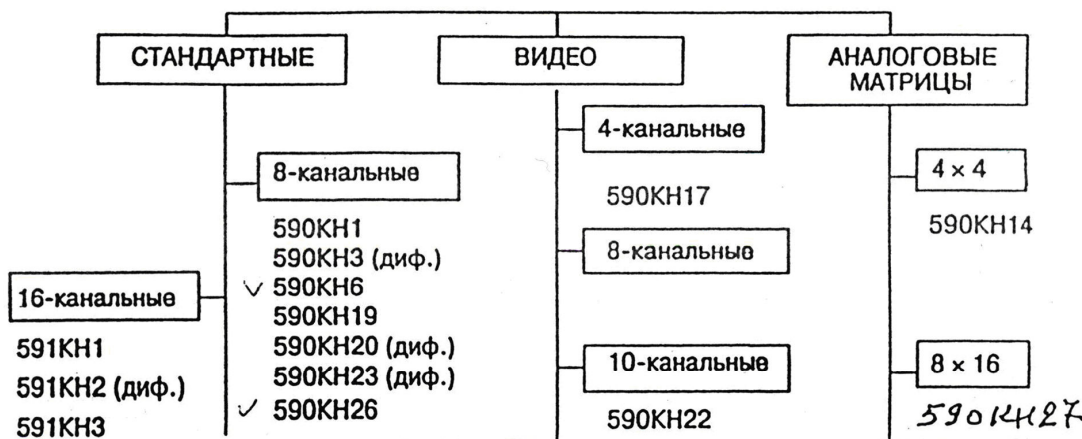 СТАНДАРТНЫЕ
16-канальные
591КН1
591КН2 (диф.)
591КН3
8-канальные
590КН1
590КН3 (диф.)
590КН6
590КН19
590КН20 (диф.)
590КН23 (диф.)
590КН26
ВИДЕО
4-канальные
590КН17
8-канальные
10-канальные
590КН22
АНАЛОГОВЫЕ
МАТРИЦЫ
4 × 4
590КН14
8 × 16
590КН27